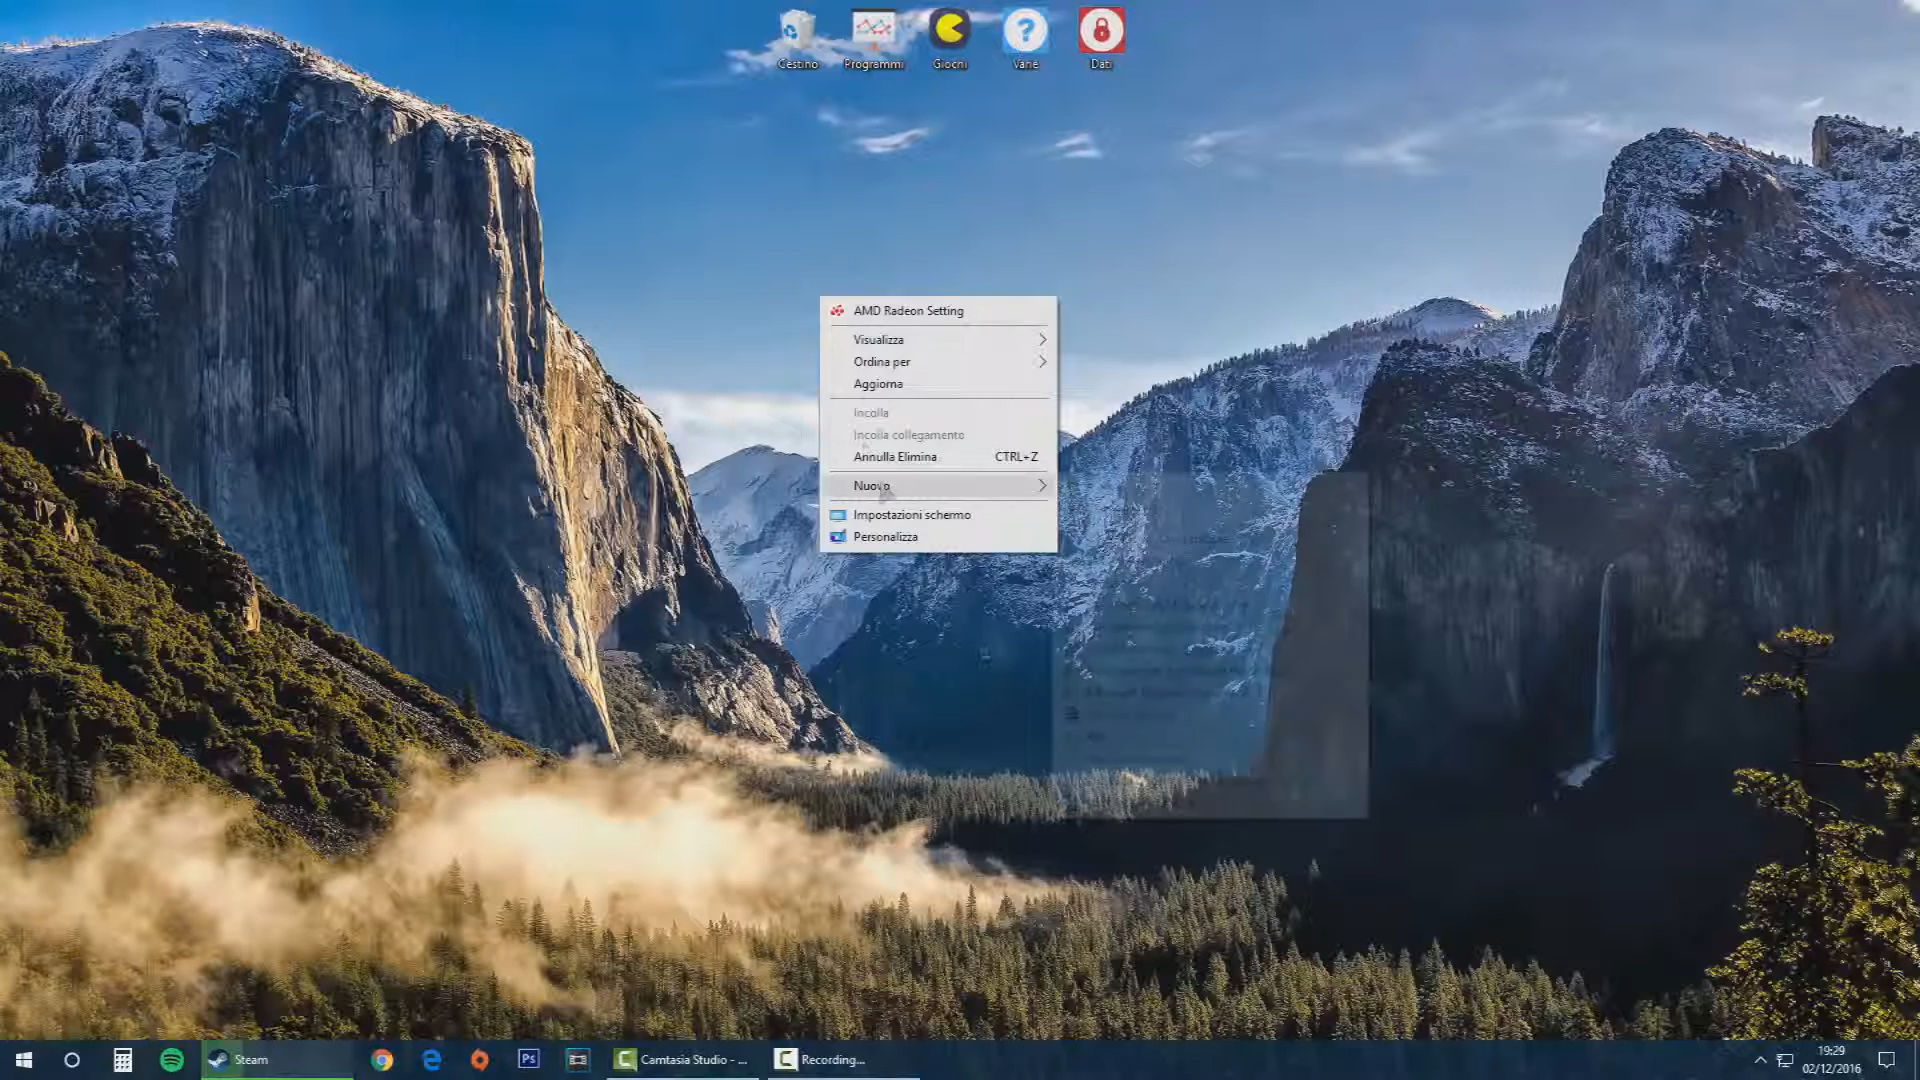 Cestino
Programmi
Giochi
Varie
Dati
AMD Radeon Setting
Visualizza
Ordina per
Aggiorna
Incolla
Incolla collegamento
Annulla Elimina CTRL+Z
Nuovo
Impostazioni schermo
Personalizza
Steam
Ps
Camtasia Studio - ...
Recording...
19:29
02/12/2016